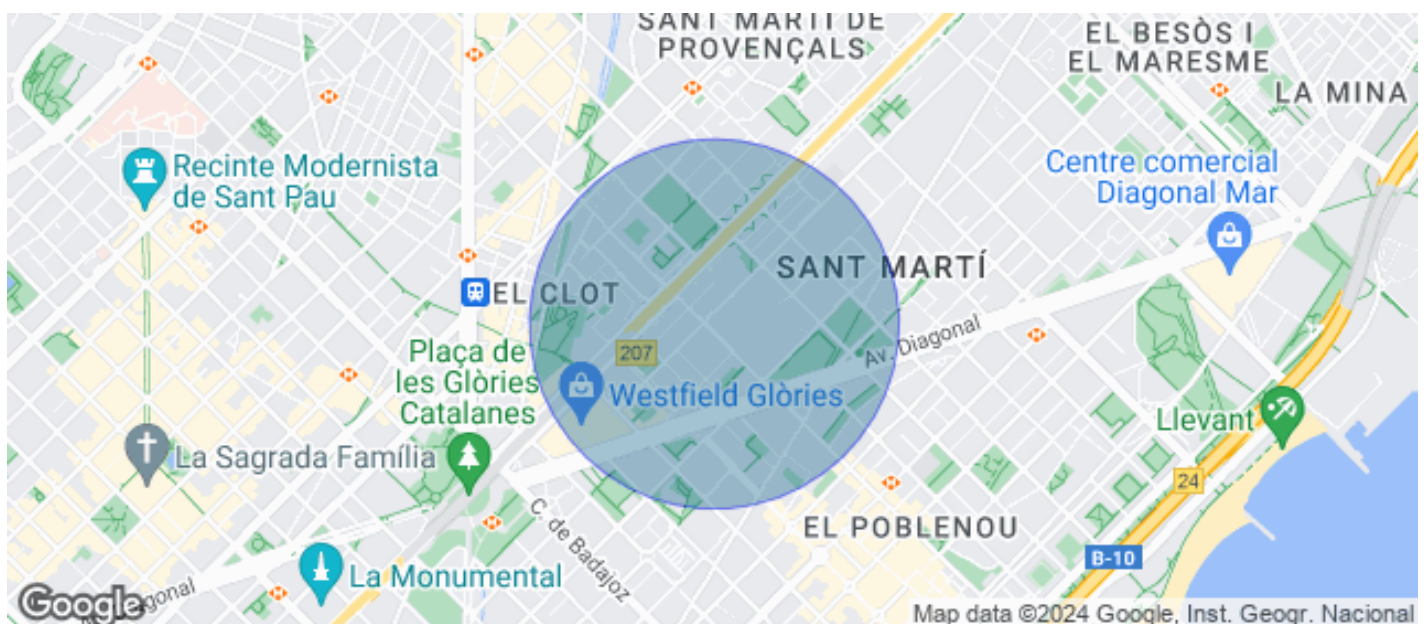 SANT MARTÍ DE
PROVENÇALS
EL BESÒS I
EL MARESME
LA MINA
Recinte Modernista
de Sant Pau
Centre comercial
Diagonal Mar
SANT MARTÍ
EL CLOT
Plaça de
les Glòries
Catalanes
207
Av. Diagonal
Westfield Glòries
Llevant
La Sagrada Família
24
C. de Badajoz
EL POBLENOU
B-10
La Monumental
Google
Map data ©2024 Google, Inst. Geogr. Nacional